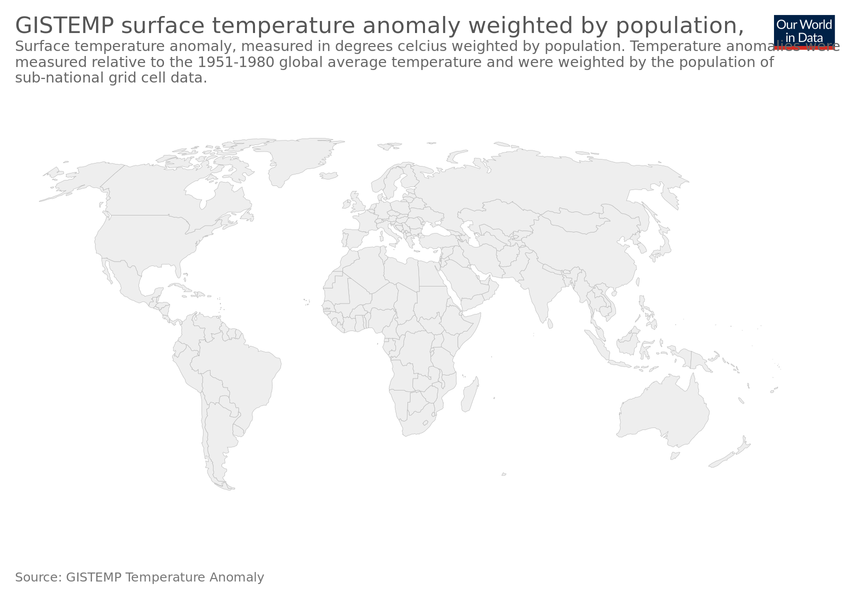 GISTEMP surface temperature anomaly weighted by population,
Our World
in Data
Surface temperature anomaly, measured in degrees celcius weighted by population. Temperature anomalies were
measured relative to the 1951-1980 global average temperature and were weighted by the population of
sub-national grid cell data.
Source: GISTEMP Temperature Anomaly